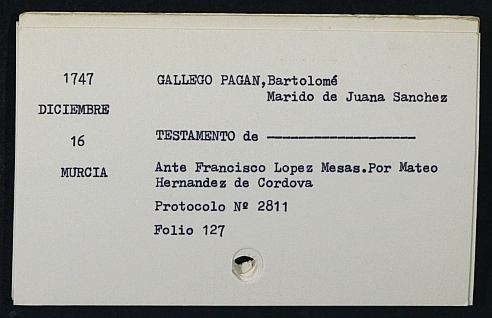 1747
DICIEMBRE
16
MURCIA
GALLEGO PAGAN,Bartolomé
Marido de Juana Sanchez
TESTAMENTO de --------------------
Ante Francisco Lopez Mesas.Por Mateo
Hernandez de Cordova
Protocolo Nº 2811
Folio 127